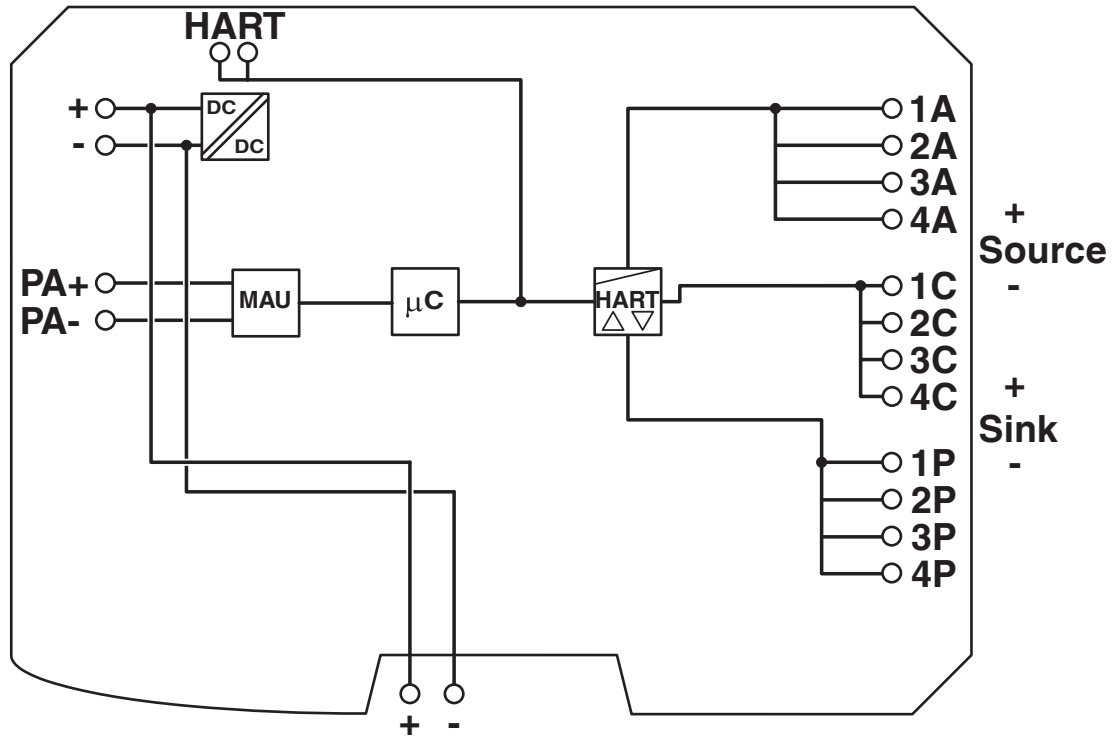 HART
+
-
DC
DC
PA+
PA-
MAU
µC
HART
1A
2A
3A
4A
+
Source
-
1C
2C
3C
4C
+
Sink
-
1P
2P
3P
4P
+ -